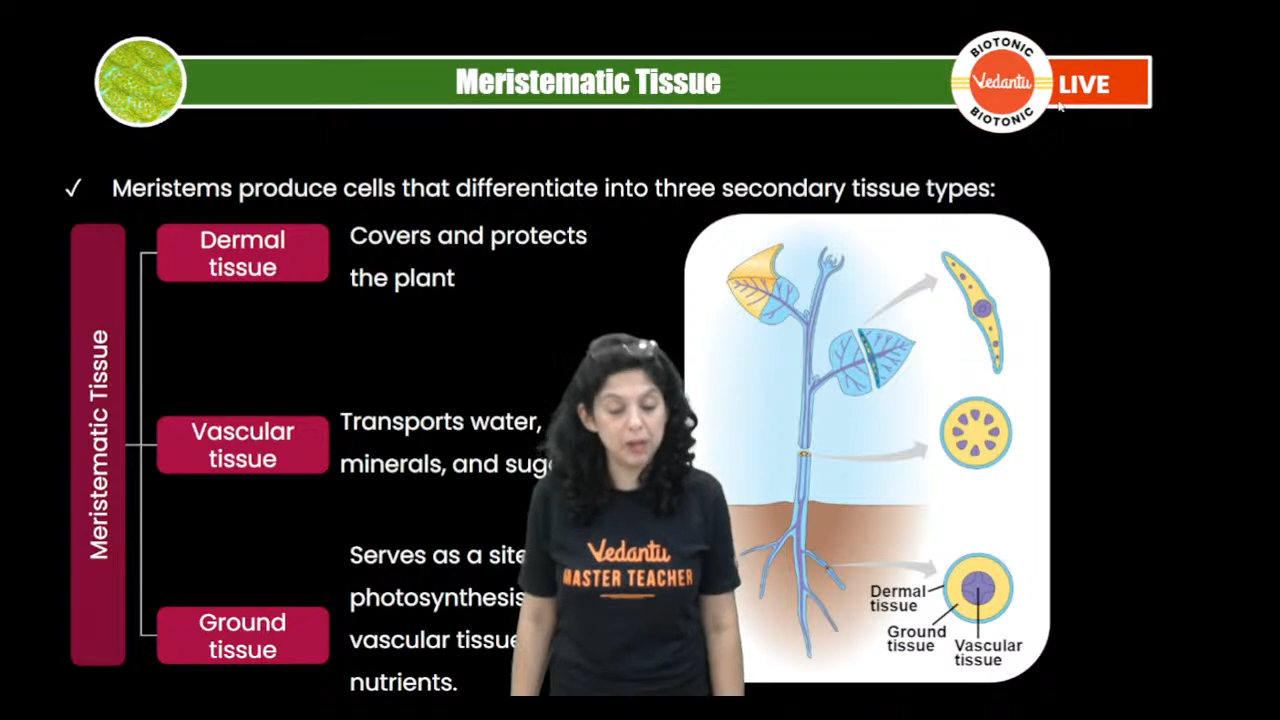 Meristematic Tissue
BIOTONIC
Vedantu
BIOTONIC
LIVE
✓ Meristems produce cells that differentiate into three secondary tissue types:
Meristematic Tissue
Dermal
tissue
Covers and protects
the plant
Vascular
tissue
Transports water,
minerals, and
Ground
tissue
Serves as a site
photosynthesis
vascular tissue
nutrients.
Vedantu
MASTER TEACHER
Dermal
tissue
Ground
tissue
Vascular
tissue